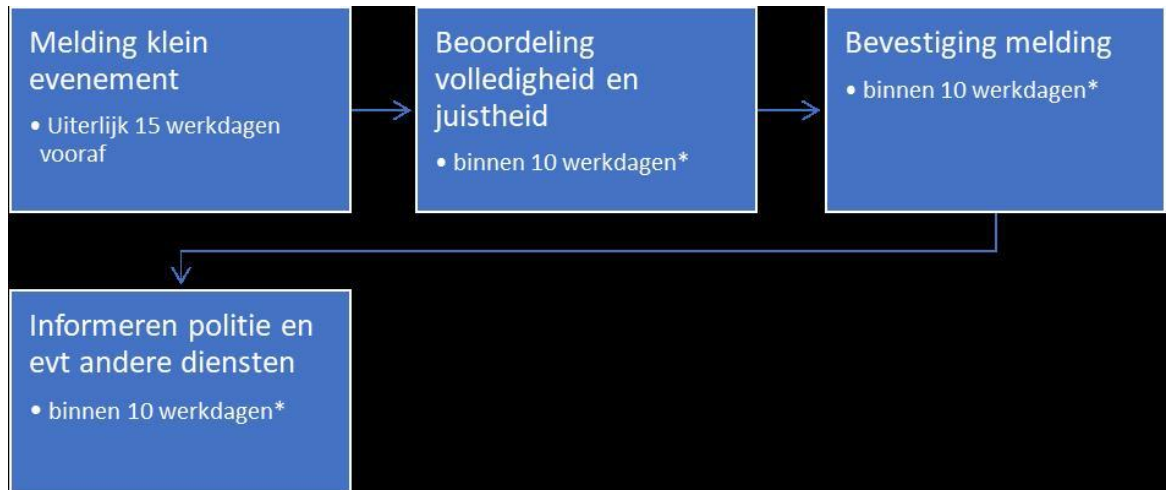 Melding klein
evenement
• Uiterlijk 15 werkdagen
vooraf
Beoordeling
volledigheid en
juistheid
• binnen 10 werkdagen*
Bevestiging melding
• binnen 10 werkdagen*
Informeren politie en
evt andere diensten
• binnen 10 werkdagen*